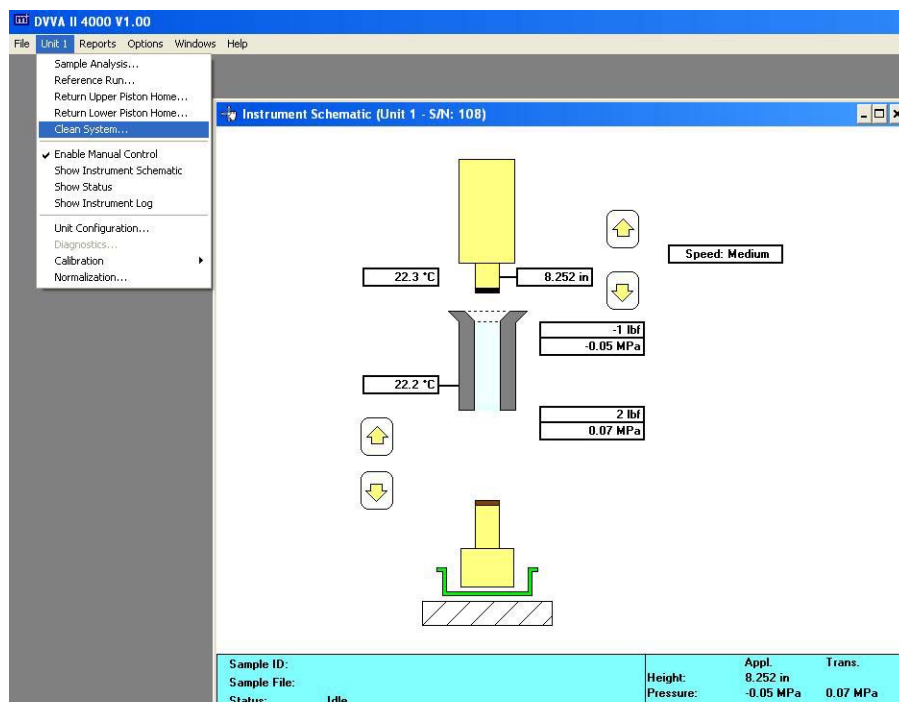 DVVA II 4000 V1.00
File Unit 1 Reports Options Windows Help
Sample Analysis...
Reference Run...
Return Upper Piston Home...
Return Lower Piston Home...
Clean System...
Enable Manual Control
Show Instrument Schematic
Show Status
Show Instrument Log
Unit Configuration...
Diagnostics...
Calibration
Normalization...
Instrument Schematic (Unit 1 - S/N: 108)
Speed: Medium
22.3 °C 8.252 in
-1 lbf
-0.05 MPa
22.2 °C
2 lbf
0.07 MPa
Sample ID: Appl. Trans.
Height: 8.252 in
Sample File:
Pressure: -0.05 MPa 0.07 MPa
Status: Idle